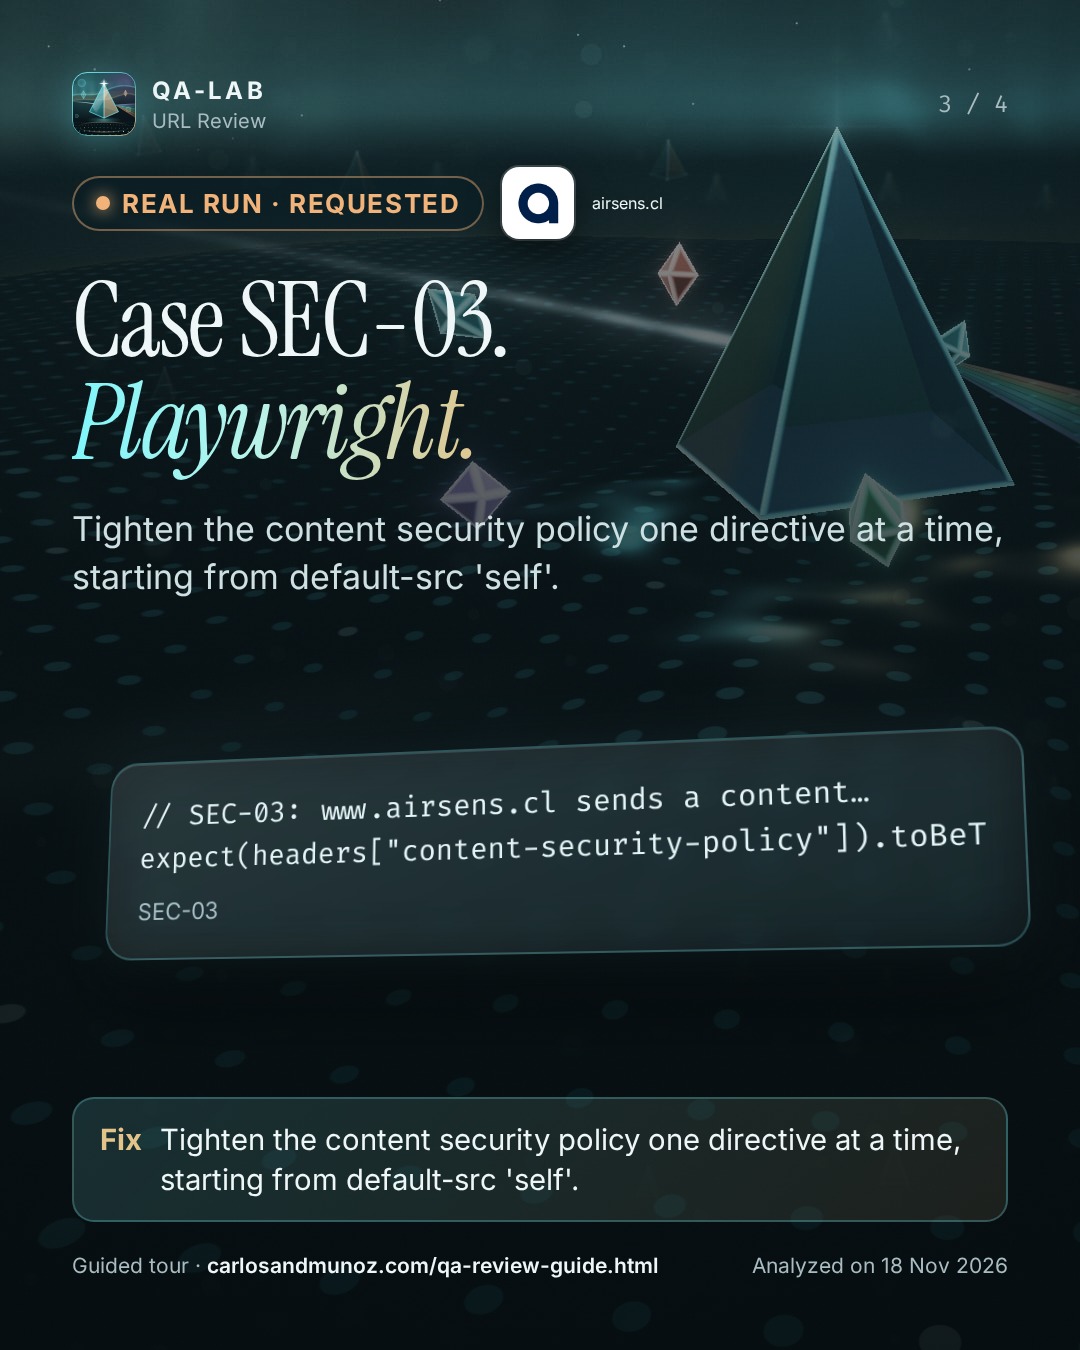 QA-LAB
URL Review
3 / 4
REAL RUN · REQUESTED
airsens.cl
Case SEC-03.
Playwright.
Tighten the content security policy one directive at a time,
starting from default-src 'self'.
// SEC-03: www.airsens.cl sends a content…
expect(headers["content-security-policy"]).toBeT
SEC-03
Fix Tighten the content security policy one directive at a time,
starting from default-src 'self'.
Guided tour · carlosandmunoz.com/qa-review-guide.html
Analyzed on 18 Nov 2026